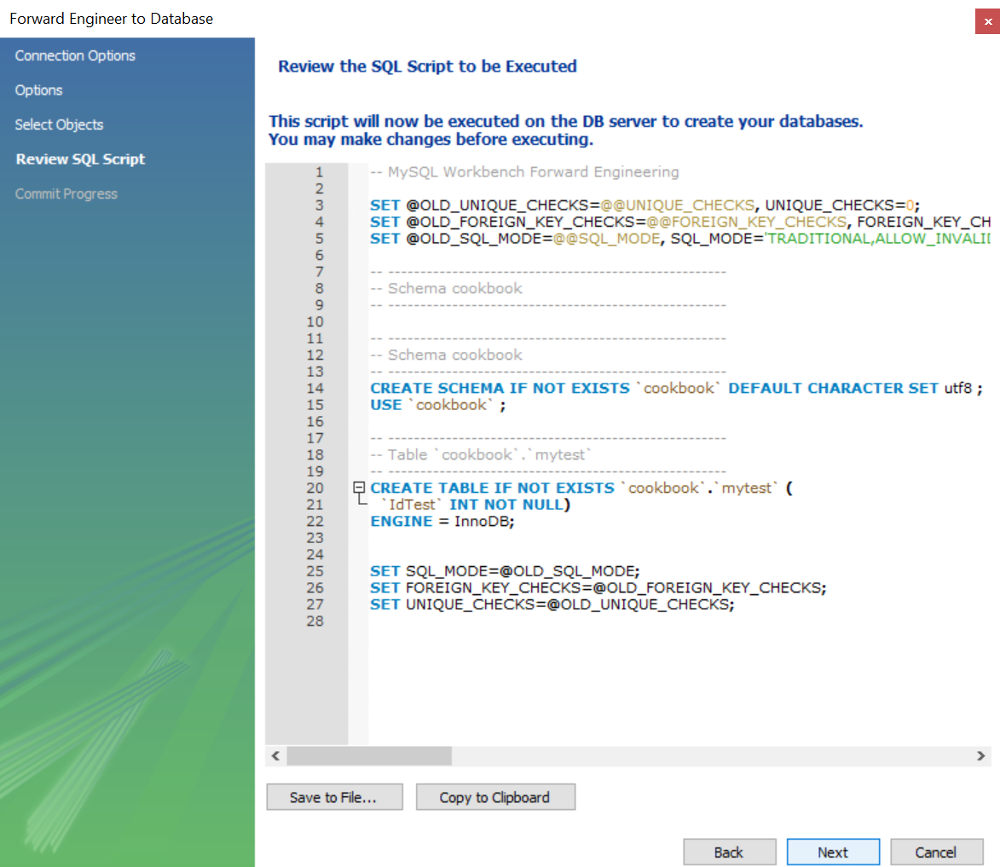 Forward Engineer to Database
×
Connection Options
Options
Select Objects
Review SQL Script
Commit Progress
Review the SQL Script to be Executed
This script will now be executed on the DB server to create your databases.
You may make changes before executing.
1 -- MySQL Workbench Forward Engineering
2
3 SET @OLD_UNIQUE_CHECKS=@@UNIQUE_CHECKS, UNIQUE_CHECKS=0;
4 SET @OLD_FOREIGN_KEY_CHECKS=@@FOREIGN_KEY_CHECKS, FOREIGN_KEY_CH
5 SET @OLD_SQL_MODE=@@SQL_MODE, SQL_MODE='TRADITIONAL,ALLOW_INVALID
6
7 -- -----------------------------------------------------
8 -- Schema cookbook
9 -- -----------------------------------------------------
10
11 -- -----------------------------------------------------
12 -- Schema cookbook
13 -- -----------------------------------------------------
14 CREATE SCHEMA IF NOT EXISTS `cookbook` DEFAULT CHARACTER SET utf8 ;
15 USE `cookbook` ;
16
17 -- -----------------------------------------------------
18 -- Table `cookbook`.`mytest`
19 -- -----------------------------------------------------
20 CREATE TABLE IF NOT EXISTS `cookbook`.`mytest` (
21 `IdTest` INT NOT NULL)
22 ENGINE = InnoDB;
23
24
25 SET SQL_MODE=@OLD_SQL_MODE;
26 SET FOREIGN_KEY_CHECKS=@OLD_FOREIGN_KEY_CHECKS;
27 SET UNIQUE_CHECKS=@OLD_UNIQUE_CHECKS;
28
Save to File... Copy to Clipboard
Back Next Cancel